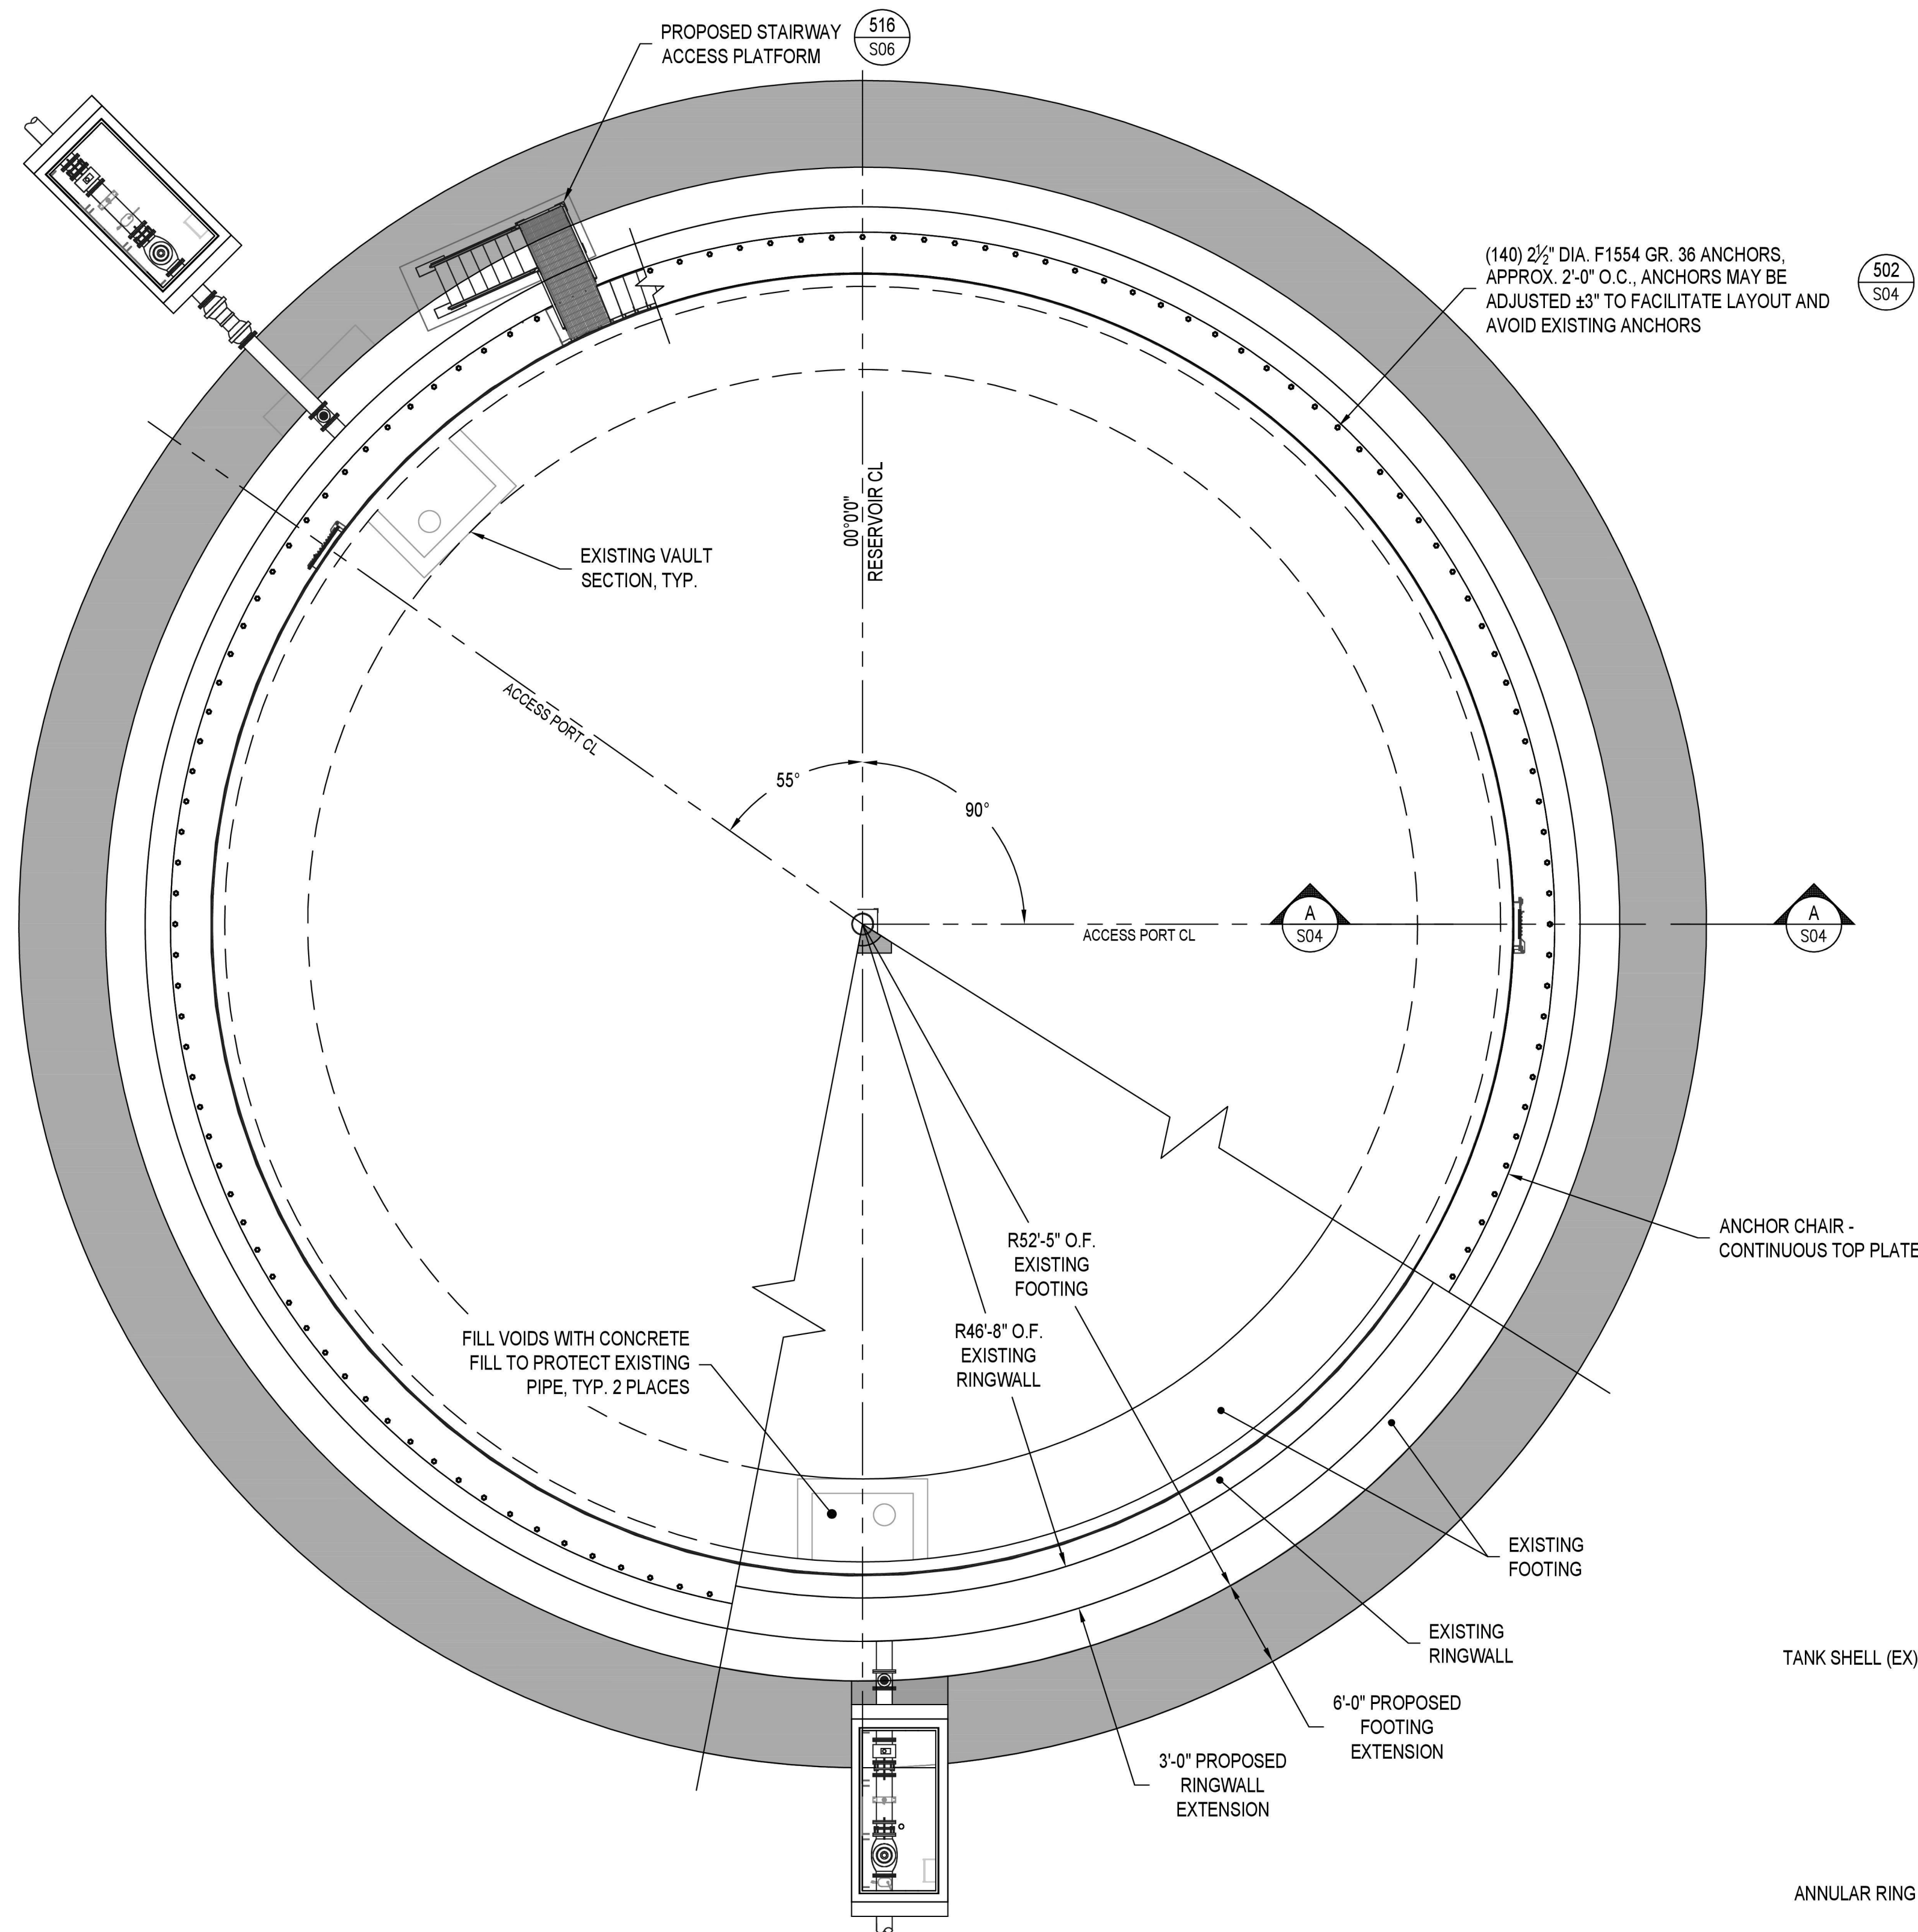 PROPOSED STAIRWAY
ACCESS PLATFORM
516
S06
(140) 2½" DIA. F1554 GR. 36 ANCHORS,
APPROX. 2'-0" O.C., ANCHORS MAY BE
ADJUSTED ±3" TO FACILITATE LAYOUT AND
AVOID EXISTING ANCHORS
502
S04
00°0'0"
RESERVOIR CL
EXISTING VAULT
SECTION, TYP.
ACCESS PORT CL
55°
90°
ACCESS PORT CL
A
S04
A
S04
R52'-5" O.F.
EXISTING
FOOTING
R46'-8" O.F.
EXISTING
RINGWALL
ANCHOR CHAIR -
CONTINUOUS TOP PLATE
FILL VOIDS WITH CONCRETE
FILL TO PROTECT EXISTING
PIPE, TYP. 2 PLACES
EXISTING
FOOTING
EXISTING
RINGWALL
TANK SHELL (EX)
6'-0" PROPOSED
FOOTING
EXTENSION
3'-0" PROPOSED
RINGWALL
EXTENSION
ANNULAR RING